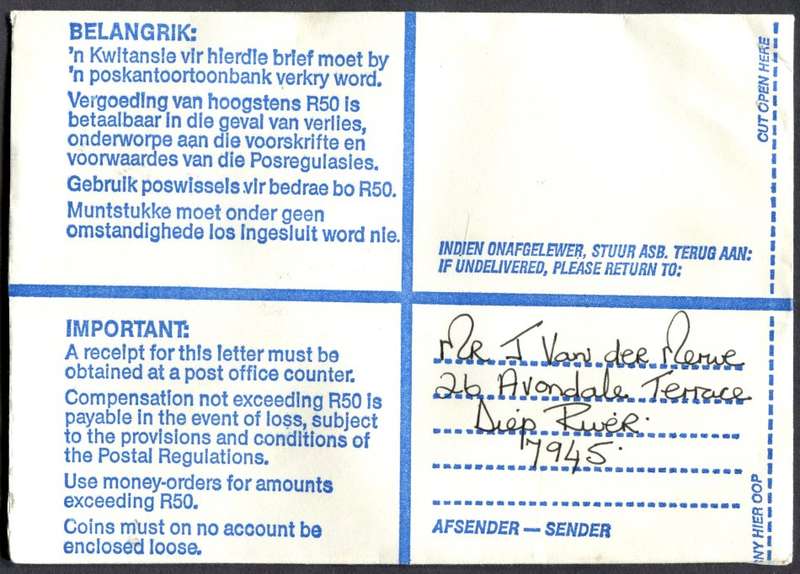 BELANGRIK:
'n Kwitansie vir hierdie brief moet by
'n poskantoortoonbank verkry word.
Vergoeding van hoogstens R50 is
betaalbaar in die geval van verlies,
onderworpe aan die voorskrifte en
voorwaardes van die Posregulasies.
Gebruik poswissels vir bedrae bo R50.
Muntstukke moet onder geen
omstandighede los ingesluit word nie.
INDIEN ONAFGELEWER, STUUR ASB. TERUG AAN:
IF UNDELIVERED, PLEASE RETURN TO:
CUT OPEN HERE
IMPORTANT:
A receipt for this letter must be
obtained at a post office counter.
Compensation not exceeding R50 is
payable in the event of loss, subject
to the provisions and conditions of
the Postal Regulations.
Use money-orders for amounts
exceeding R50.
Coins must on no account be
enclosed loose.
MR J Van der Merwe
26 Avondale Terrace
Diep River.
7945.
AFSENDER — SENDER
NY HIER OOP